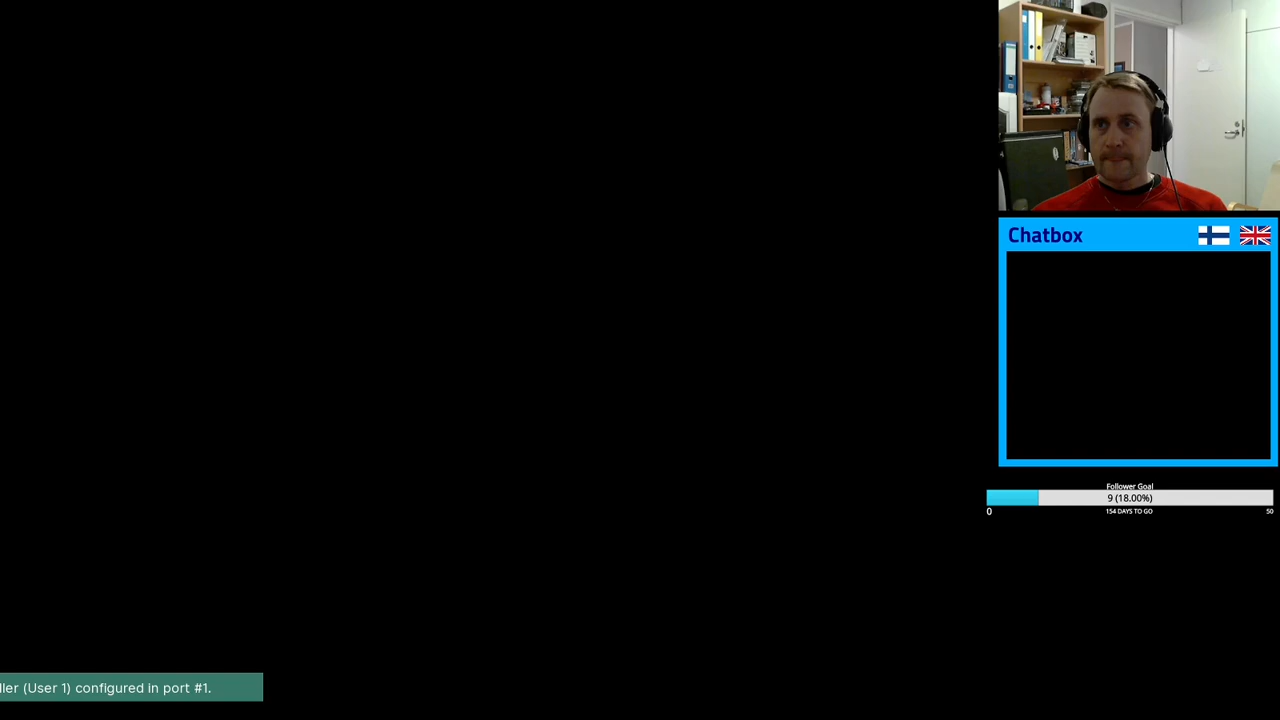 Chatbox
Follower Goal
9 (18.00%)
0 154 DAYS TO GO 50
ller (User 1) configured in port #1.